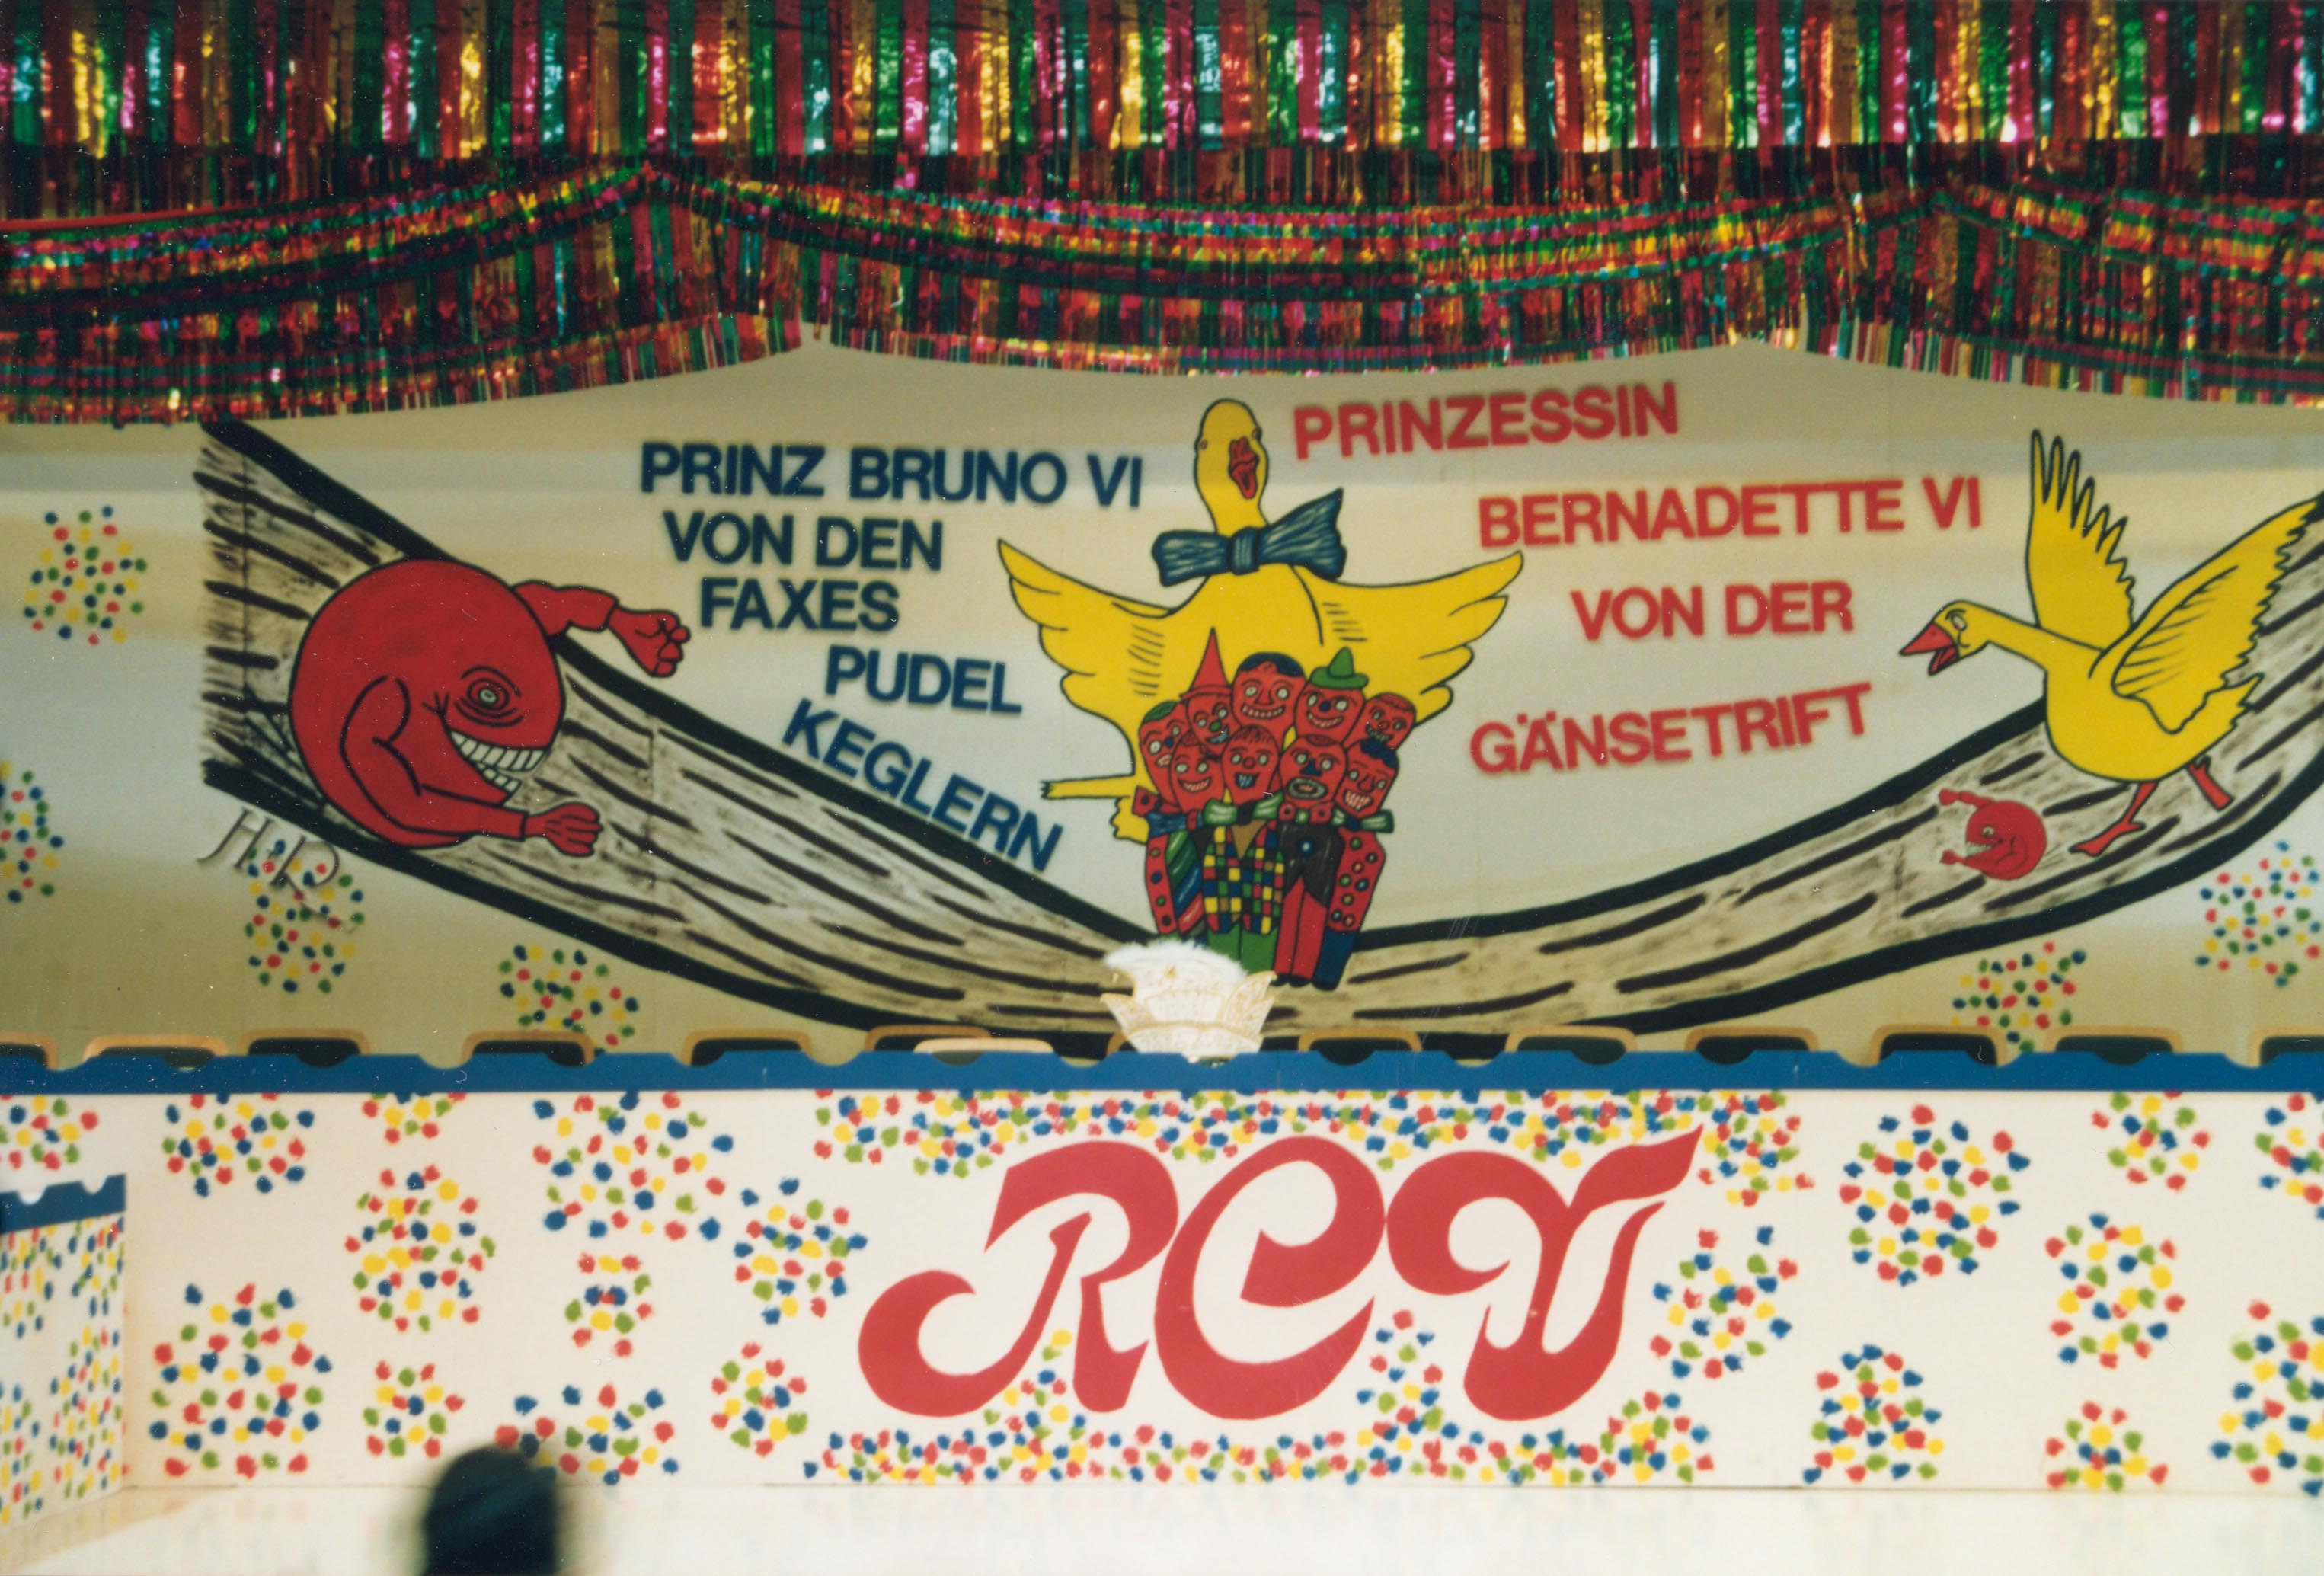 PRINZ BRUNO VI
VON DEN
FAXES
PUDEL
KEGLERN
PRINZESSIN
BERNADETTE VI
VON DER
GÄNSETRIFT
H.R.
RCV